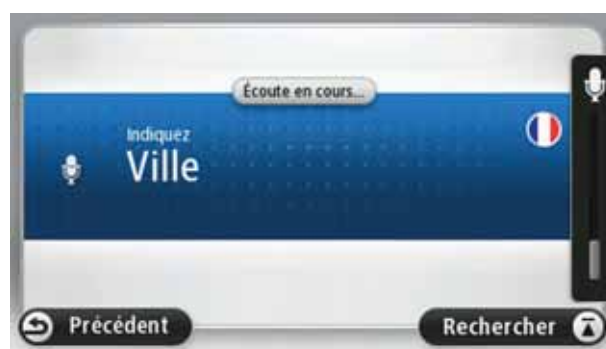 Écoute en cours...
Indiquez
Ville
Précédent
Rechercher